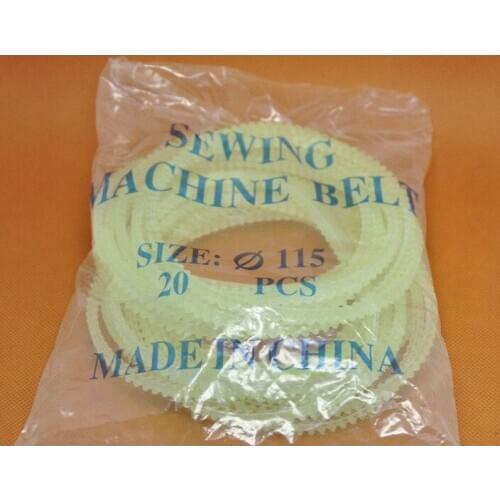 SEWING
MACHINE BELT
SIZE: Ø 115
20 PCS
MADE IN CHINA